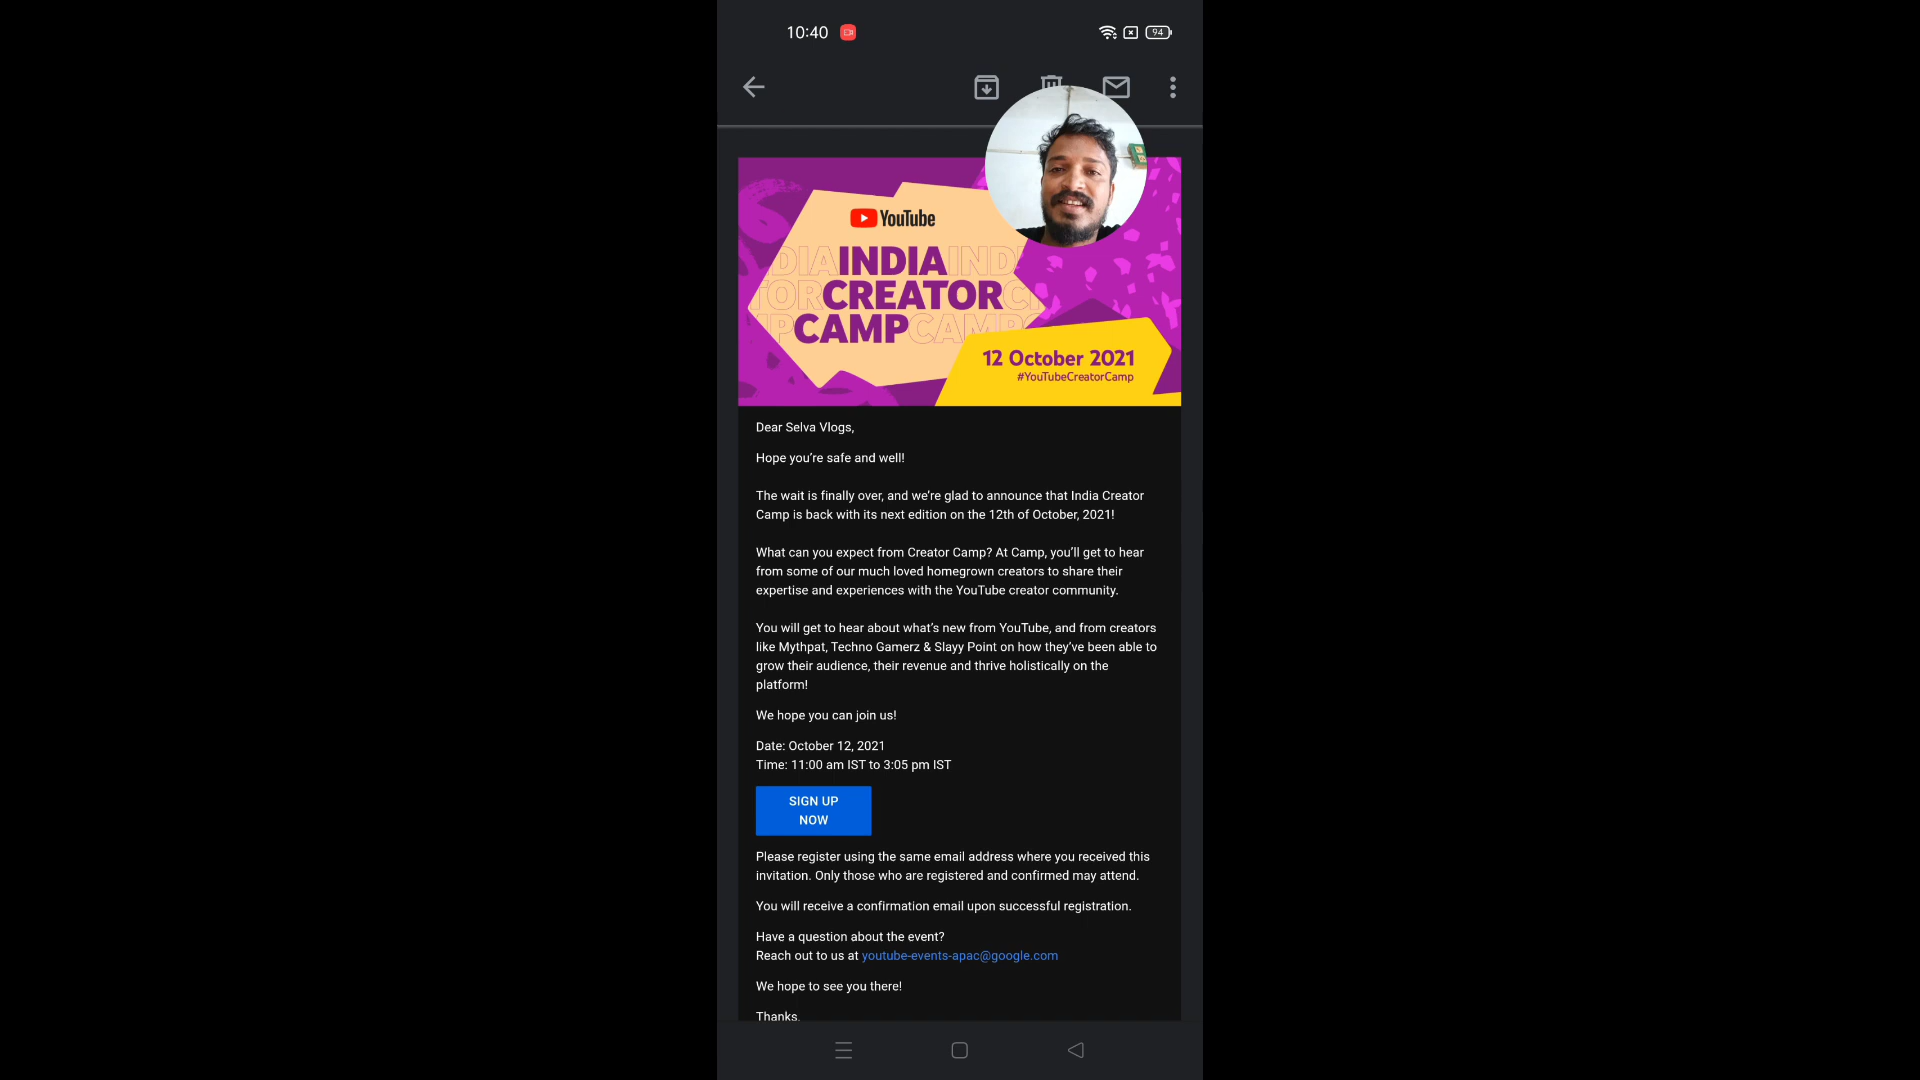 10:40
94
YouTube
INDIA
CREATOR
CAMP
12 October 2021
#YouTubeCreatorCamp
Dear Selva Vlogs,
Hope you're safe and well!
The wait is finally over, and we're glad to announce that India Creator
Camp is back with its next edition on the 12th of October, 2021!
What can you expect from Creator Camp? At Camp, you'll get to hear
from some of our much loved homegrown creators to share their
expertise and experiences with the YouTube creator community.
You will get to hear about what's new from YouTube, and from creators
like Mythpat, Techno Gamerz & Slayy Point on how they've been able to
grow their audience, their revenue and thrive holistically on the
platform!
We hope you can join us!
Date: October 12, 2021
Time: 11:00 am IST to 3:05 pm IST
SIGN UP
NOW
Please register using the same email address where you received this
invitation. Only those who are registered and confirmed may attend.
You will receive a confirmation email upon successful registration.
Have a question about the event?
Reach out to us at youtube-events-apac@google.com
We hope to see you there!
Thanks,